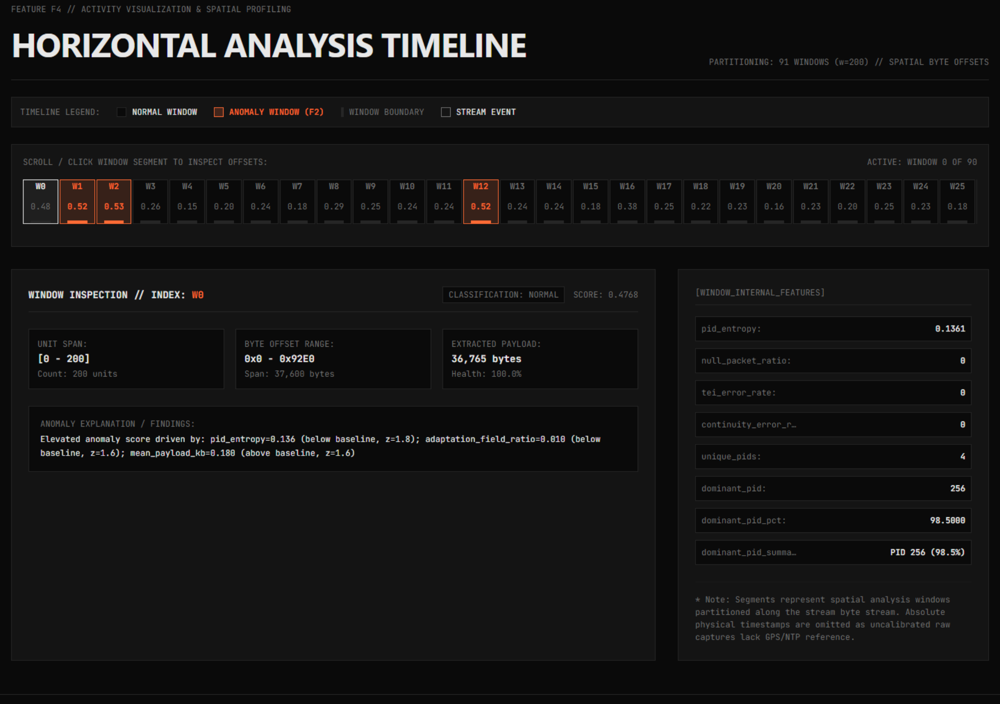 FEATURE F4 // ACTIVITY VISUALIZATION & SPATIAL PROFILING
HORIZONTAL ANALYSIS TIMELINE
PARTITIONING: 91 WINDOWS (w=200) // SPATIAL BYTE OFFSETS
TIMELINE LEGEND: NORMAL WINDOW ANOMALY WINDOW (F2) WINDOW BOUNDARY STREAM EVENT
SCROLL / CLICK WINDOW SEGMENT TO INSPECT OFFSETS: ACTIVE: WINDOW 0 OF 90
W0 W1 W2 W3 W4 W5 W6 W7 W8 W9 W10 W11 W12 W13 W14 W15 W16 W17 W18 W19 W20 W21 W22 W23 W24 W25
0.48 0.52 0.53 0.26 0.15 0.20 0.24 0.18 0.29 0.25 0.24 0.24 0.52 0.24 0.24 0.18 0.38 0.25 0.22 0.23 0.16 0.23 0.20 0.25 0.23 0.18
WINDOW INSPECTION // INDEX: W0 CLASSIFICATION: NORMAL SCORE: 0.4768
UNIT SPAN:
[0 - 200]
Count: 200 units
BYTE OFFSET RANGE:
0x0 - 0x92E0
Span: 37,600 bytes
EXTRACTED PAYLOAD:
36,765 bytes
Health: 100.0%
ANOMALY EXPLANATION / FINDINGS:
Elevated anomaly score driven by: pid_entropy=0.136 (below baseline, z=1.8); adaptation_field_ratio=0.010 (below
baseline, z=1.6); mean_payload_kb=0.180 (above baseline, z=1.6)
[WINDOW_INTERNAL_FEATURES]
pid_entropy: 0.1361
null_packet_ratio: 0
tei_error_rate: 0
continuity_error_r… 0
unique_pids: 4
dominant_pid: 256
dominant_pid_pct: 98.5000
dominant_pid_summa… PID 256 (98.5%)
* Note: Segments represent spatial analysis windows
partitioned along the stream byte stream. Absolute
physical timestamps are omitted as uncalibrated raw
captures lack GPS/NTP reference.